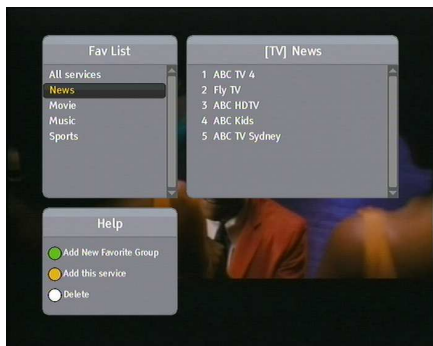 Fav List
All services
News
Movie
Music
Sports
[TV] News
1 ABC TV 4
2 Fly TV
3 ABC HDTV
4 ABC Kids
5 ABC TV Sydney
Help
Add New Favorite Group
Add this service
Delete